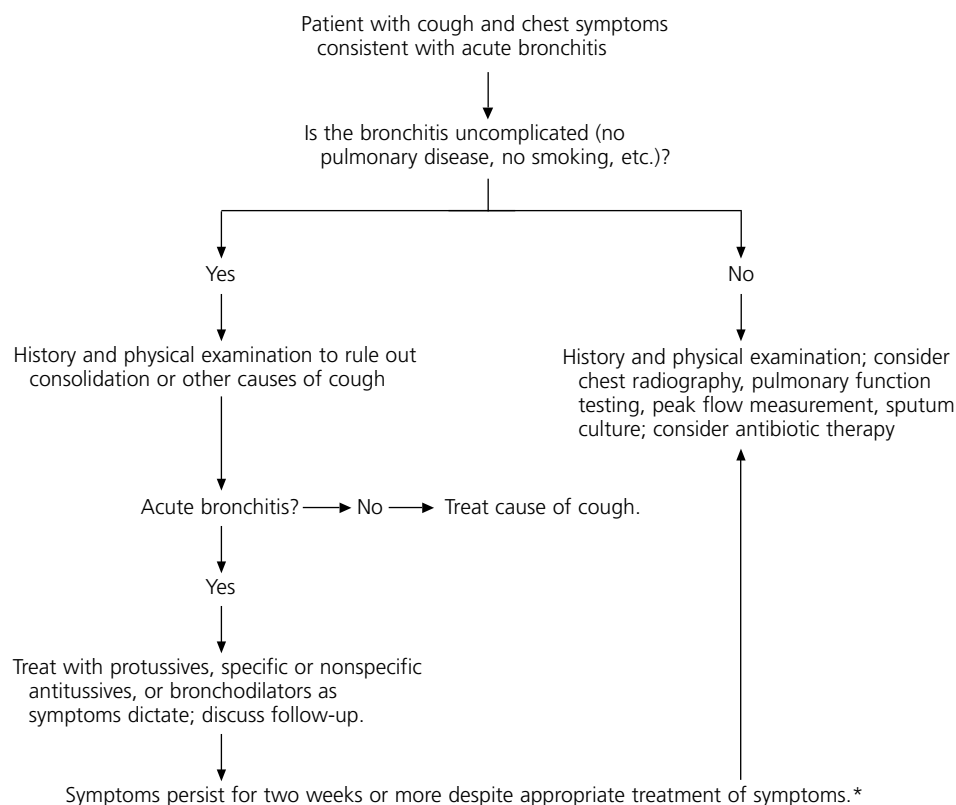 Patient with cough and chest symptoms
consistent with acute bronchitis
Is the bronchitis uncomplicated (no
pulmonary disease, no smoking, etc.)?
Yes
No
History and physical examination to rule out
consolidation or other causes of cough
History and physical examination; consider
chest radiography, pulmonary function
testing, peak flow measurement, sputum
culture; consider antibiotic therapy
Acute bronchitis? No Treat cause of cough.
Yes
Treat with protussives, specific or nonspecific
antitussives, or bronchodilators as
symptoms dictate; discuss follow-up.
Symptoms persist for two weeks or more despite appropriate treatment of symptoms.*